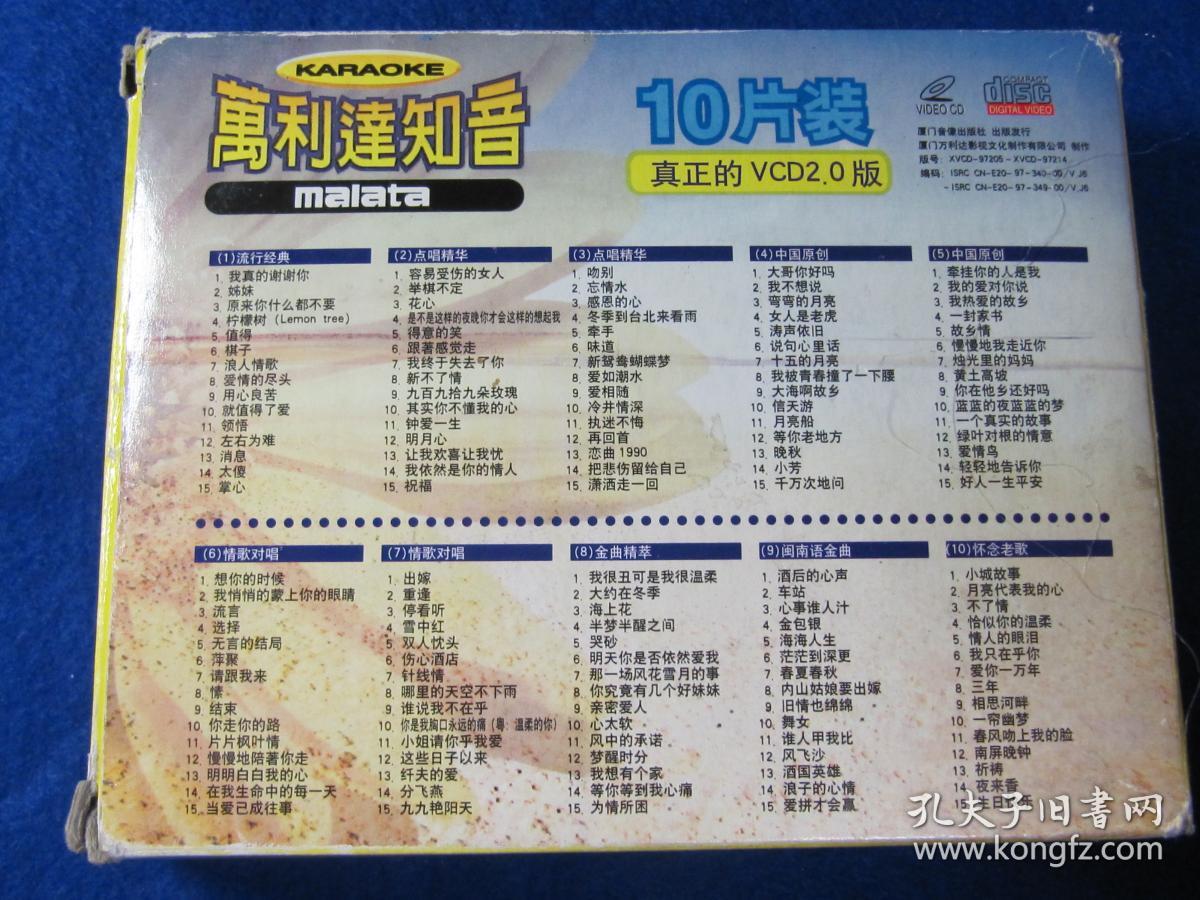 KARAOKE
萬利達知音
malata
10片装
真正的 VCD2.0 版
VIDEO CD
COMPACT
disc
DIGITAL VIDEO
厦门音像出版社 出版发行
厦门万利达影视文化制作有限公司 制作
版号: XVCD-97205-XVCD-97214
编码: ISRC CN-E20-97-340-00/V.J6
-ISRC CN-E20-97-349-00/V.J6
(1)流行经典
1. 我真的谢谢你
2. 姊妹
3. 原来你什么都不要
4. 柠檬树 (Lemon tree)
5. 值得
6. 棋子
7. 浪人情歌
8. 爱情的尽头
9. 用心良苦
10. 就值得了爱
11. 领悟
12. 左右为难
13. 消息
14. 太傻
15. 掌心
(2)点唱精华
1. 容易受伤的女人
2. 举棋不定
3. 花心
4. 是不是这样的夜晚你才会这样的想起我
5. 得意的笑
6. 跟著感觉走
7. 我终于失去了你
8. 新不了情
9. 九百九拾九朵玫瑰
10. 其实你不懂我的心
11. 钟爱一生
12. 明月心
13. 让我欢喜让我忧
14. 我依然是你的情人
15. 祝福
(3)点唱精华
1. 吻别
2. 忘情水
3. 感恩的心
4. 冬季到台北来看雨
5. 牵手
6. 味道
7. 新鸳鸯蝴蝶梦
8. 爱如潮水
9. 爱相随
10. 冷井情深
11. 执迷不悔
12. 再回首
13. 恋曲1990
14. 把悲伤留给自己
15. 潇洒走一回
(4)中国原创
1. 大哥你好吗
2. 我不想说
3. 弯弯的月亮
4. 女人是老虎
5. 涛声依旧
6. 说句心里话
7. 十五的月亮
8. 我被青春撞了一下腰
9. 大海啊故乡
10. 信天游
11. 月亮船
12. 等你老地方
13. 晚秋
14. 小芳
15. 千万次地问
(5)中国原创
1. 牵挂你的人是我
2. 我的爱对你说
3. 我热爱的故乡
4. 一封家书
5. 故乡情
6. 慢慢地我走近你
7. 烛光里的妈妈
8. 黄土高坡
9. 你在他乡还好吗
10. 蓝蓝的夜蓝蓝的梦
11. 一个真实的故事
12. 绿叶对根的情意
13. 爱情鸟
14. 轻轻地告诉你
15. 好人一生平安
(6)情歌对唱
1. 想你的时候
2. 我悄悄的蒙上你的眼睛
3. 流言
4. 选择
5. 无言的结局
6. 萍聚
7. 请跟我来
8. 愫
9. 结束
10. 你走你的路
11. 片片枫叶情
12. 慢慢地陪著你走
13. 明明白白我的心
14. 在我生命中的每一天
15. 当爱已成往事
(7)情歌对唱
1. 出嫁
2. 重逢
3. 停看听
4. 雪中红
5. 双人忱头
6. 伤心酒店
7. 针线情
8. 哪里的天空不下雨
9. 谁说我不在乎
10. 你是我胸口永远的痛 (粤: 温柔的你)
11. 小姐请你乎我爱
12. 这些日子以来
13. 纤夫的爱
14. 分飞燕
15. 九九艳阳天
(8)金曲精萃
1. 我很丑可是我很温柔
2. 大约在冬季
3. 海上花
4. 半梦半醒之间
5. 哭砂
6. 明天你是否依然爱我
7. 那一场风花雪月的事
8. 你究竟有几个好妹妹
9. 亲密爱人
10. 心太软
11. 风中的承诺
12. 梦醒时分
13. 我想有个家
14. 等你等到我心痛
15. 为情所困
(9)闽南语金曲
1. 酒后的心声
2. 车站
3. 心事谁人汁
4. 金包银
5. 海海人生
6. 茫茫到深更
7. 春夏春秋
8. 内山姑娘要出嫁
9. 旧情也绵绵
10. 舞女
11. 谁人甲我比
12. 风飞沙
13. 酒国英雄
14. 浪子的心情
15. 爱拼才会赢
(10)怀念老歌
1. 小城故事
2. 月亮代表我的心
3. 不了情
4. 恰似你的温柔
5. 情人的眼泪
6. 我只在乎你
7. 爱你一万年
8. 三年
9. 相思河畔
10. 一帘幽梦
11. 春风吻上我的脸
12. 南屏晚钟
13. 祈祷
14. 夜来香
15. 生日
孔夫子旧书网
www.kongfz.com